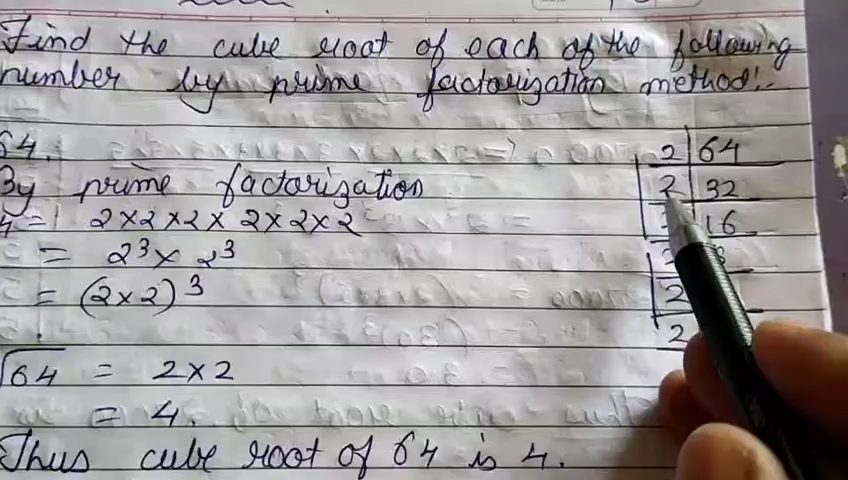 Find the cube root of each of the following
number by prime factorization method:-
64.
By prime factorization
4 = 2×2×2× 2×2×2
= 2³× 2³
= (2×2)³
√64 = 2×2
= 4.
Thus cube root of 64 is 4.
2 | 64
2 | 32
16
8
2
2